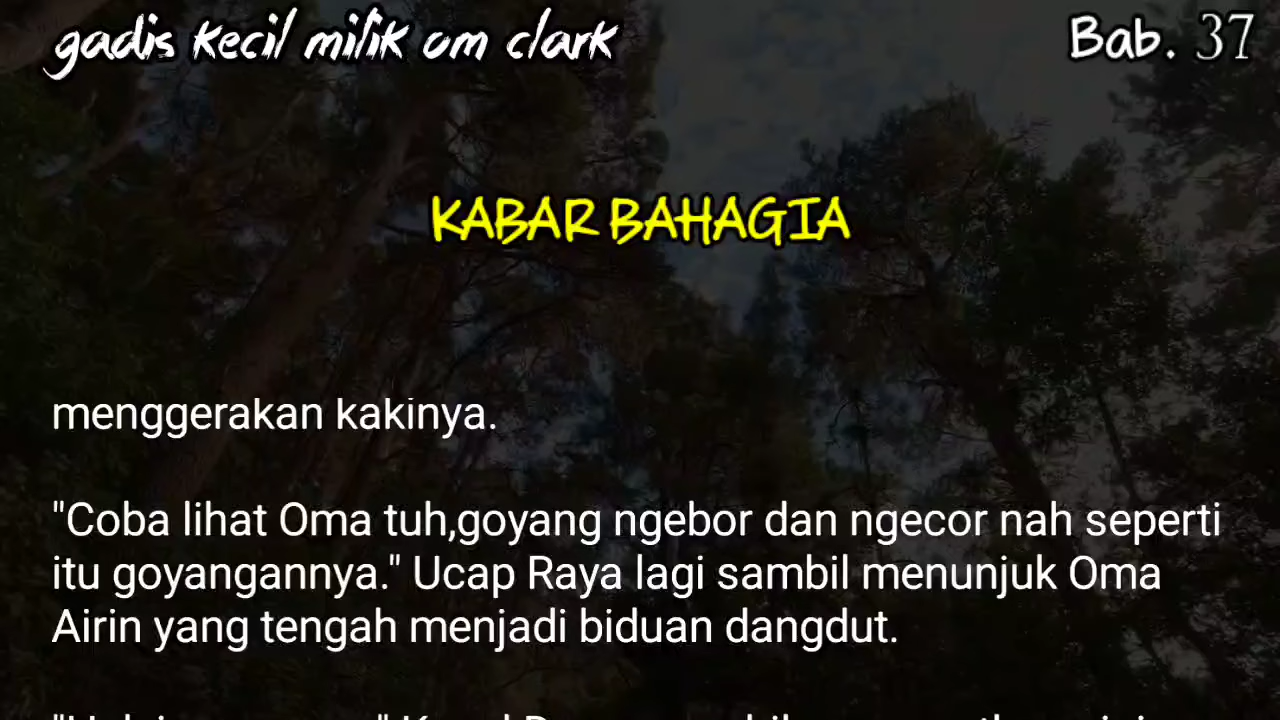 gadis kecil milik om clark
Bab. 37
KABAR BAHAGIA
menggerakan kakinya.
"Coba lihat Oma tuh,goyang ngebor dan ngecor nah seperti
itu goyangannya." Ucap Raya lagi sambil menunjuk Oma
Airin yang tengah menjadi biduan dangdut.